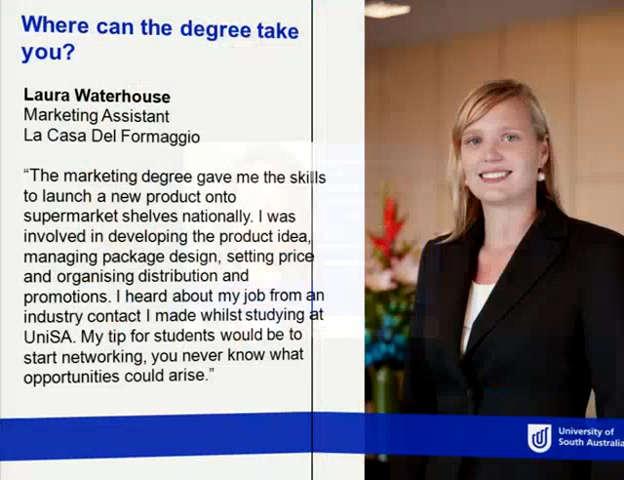 Where can the degree take
you?
Laura Waterhouse
Marketing Assistant
La Casa Del Formaggio
“The marketing degree gave me the skills
to launch a new product onto
supermarket shelves nationally. I was
involved in developing the product idea,
managing package design, setting price
and organising distribution and
promotions. I heard about my job from an
industry contact I made whilst studying at
UniSA. My tip for students would be to
start networking, you never know what
opportunities could arise.”
University of
South Australia